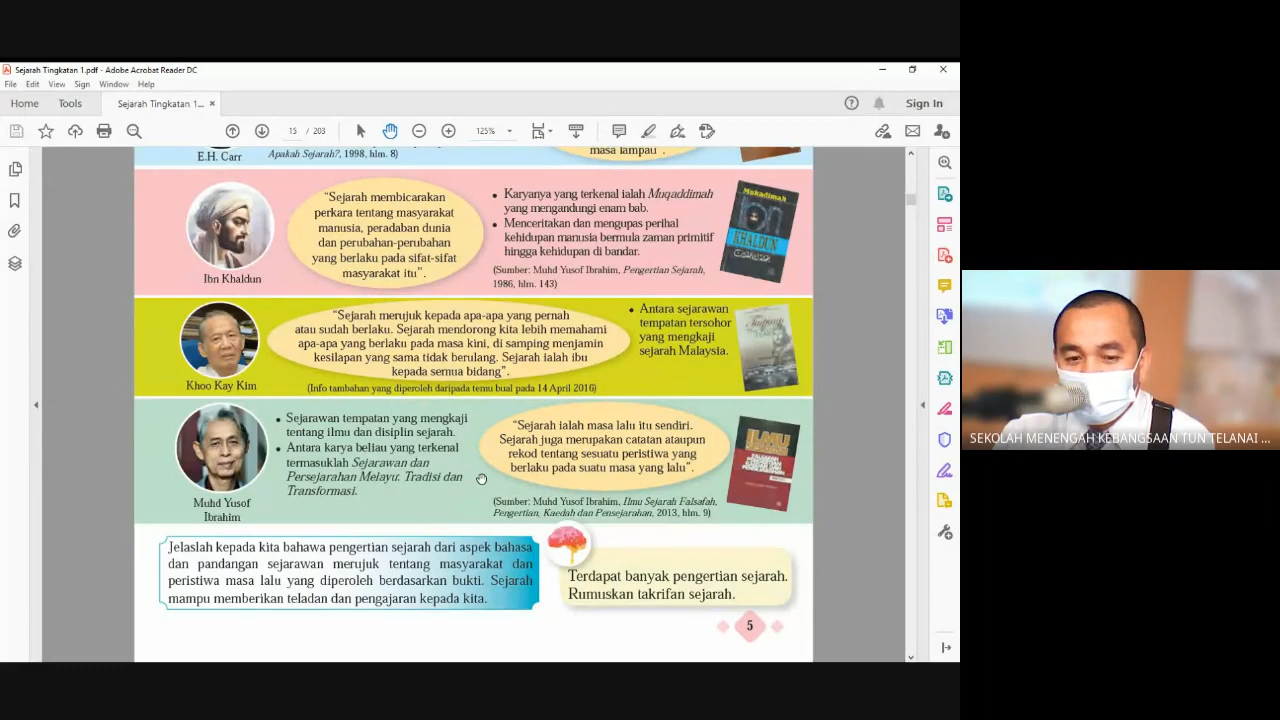 Sejarah Tingkatan 1.pdf - Adobe Acrobat Reader DC
File Edit View Sign Window Help
Home Tools Sejarah Tingkatan 1... × Sign In
15 / 203 125%
E.H. Carr
Apakah Sejarah?, 1998, hlm. 8)
masa lampau".
"Sejarah membicarakan
perkara tentang masyarakat
manusia, peradaban dunia
dan perubahan-perubahan
yang berlaku pada sifat-sifat
masyarakat itu".
Ibn Khaldun
• Karyanya yang terkenal ialah Muqaddimah
yang mengandungi enam bab.
• Menceritakan dan mengupas perihal
kehidupan manusia bermula zaman primitif
hingga kehidupan di bandar.
(Sumber: Muhd Yusof Ibrahim, Pengertian Sejarah,
1986, hlm. 143)
Mukadimah
KHALDUN
"Sejarah merujuk kepada apa-apa yang pernah
atau sudah berlaku. Sejarah mendorong kita lebih memahami
apa-apa yang berlaku pada masa kini, di samping menjamin
kesilapan yang sama tidak berulang. Sejarah ialah ibu
kepada semua bidang".
Khoo Kay Kim
(Info tambahan yang diperoleh daripada temu bual pada 14 April 2016)
• Antara sejarawan
tempatan tersohor
yang mengkaji
sejarah Malaysia.
• Sejarawan tempatan yang mengkaji
tentang ilmu dan disiplin sejarah.
• Antara karya beliau yang terkenal
termasuklah Sejarawan dan
Persejarahan Melayu: Tradisi dan
Transformasi.
Muhd Yusof
Ibrahim
"Sejarah ialah masa lalu itu sendiri.
Sejarah juga merupakan catatan ataupun
rekod tentang sesuatu peristiwa yang
berlaku pada suatu masa yang lalu".
(Sumber: Muhd Yusof Ibrahim, Ilmu Sejarah Falsafah,
Pengertian, Kaedah dan Pensejarahan, 2013, hlm. 9)
ILMU
Jelaslah kepada kita bahawa pengertian sejarah dari aspek bahasa
dan pandangan sejarawan merujuk tentang masyarakat dan
peristiwa masa lalu yang diperoleh berdasarkan bukti. Sejarah
mampu memberikan teladan dan pengajaran kepada kita.
Terdapat banyak pengertian sejarah.
Rumuskan takrifan sejarah.
5
SEKOLAH MENENGAH KEBANGSAAN TUN TELANAI ...